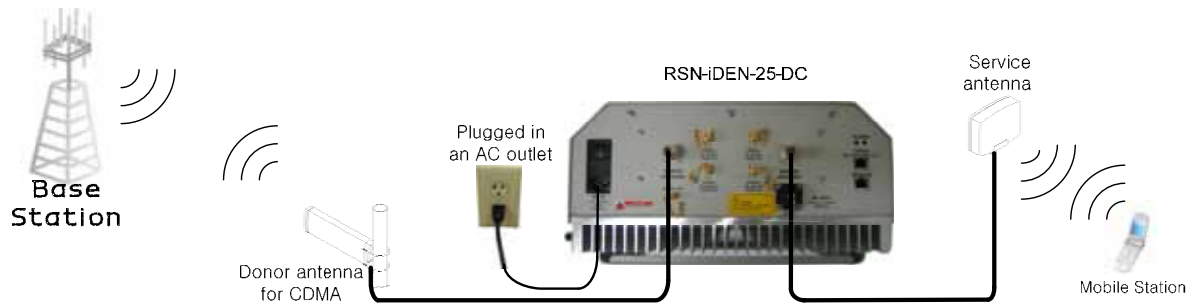 RSN-iDEN-25-DC
Service
antenna
Plugged in
an AC outlet
Base
Station
Donor antenna
for CDMA
Mobile Station